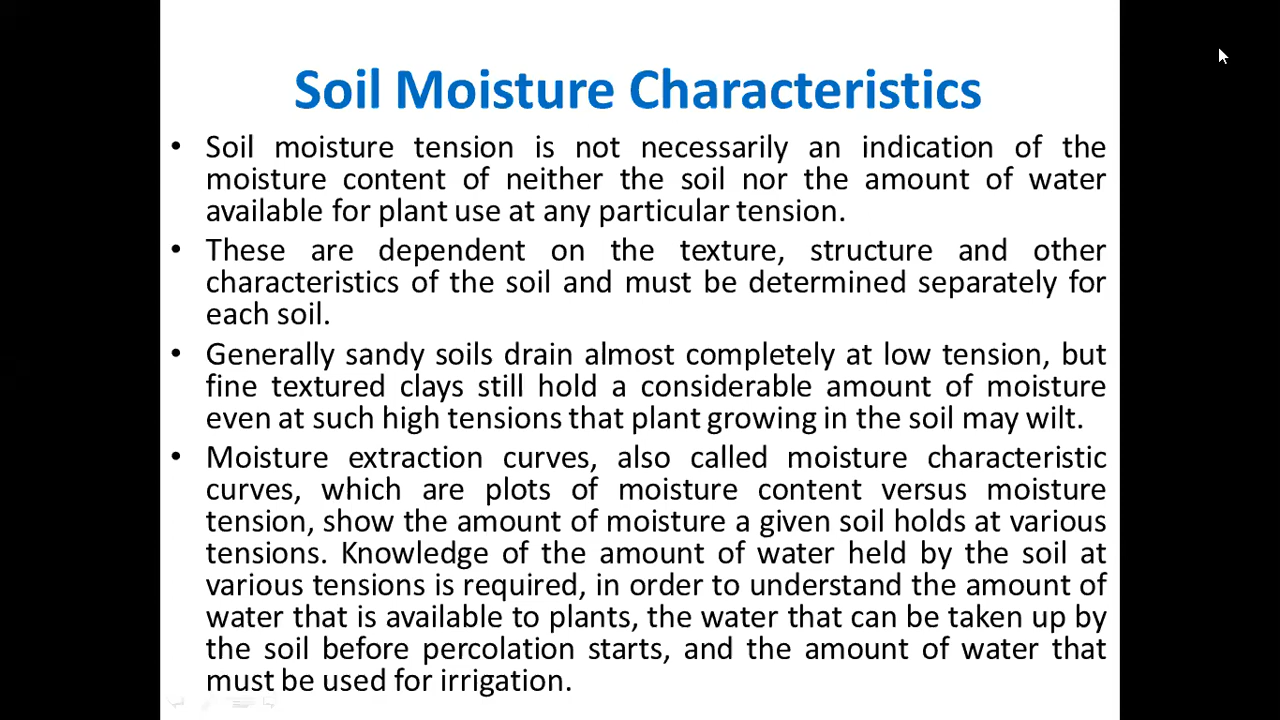 Soil Moisture Characteristics
• Soil moisture tension is not necessarily an indication of the
moisture content of neither the soil nor the amount of water
available for plant use at any particular tension.
• These are dependent on the texture, structure and other
characteristics of the soil and must be determined separately for
each soil.
• Generally sandy soils drain almost completely at low tension, but
fine textured clays still hold a considerable amount of moisture
even at such high tensions that plant growing in the soil may wilt.
• Moisture extraction curves, also called moisture characteristic
curves, which are plots of moisture content versus moisture
tension, show the amount of moisture a given soil holds at various
tensions. Knowledge of the amount of water held by the soil at
various tensions is required, in order to understand the amount of
water that is available to plants, the water that can be taken up by
the soil before percolation starts, and the amount of water that
must be used for irrigation.